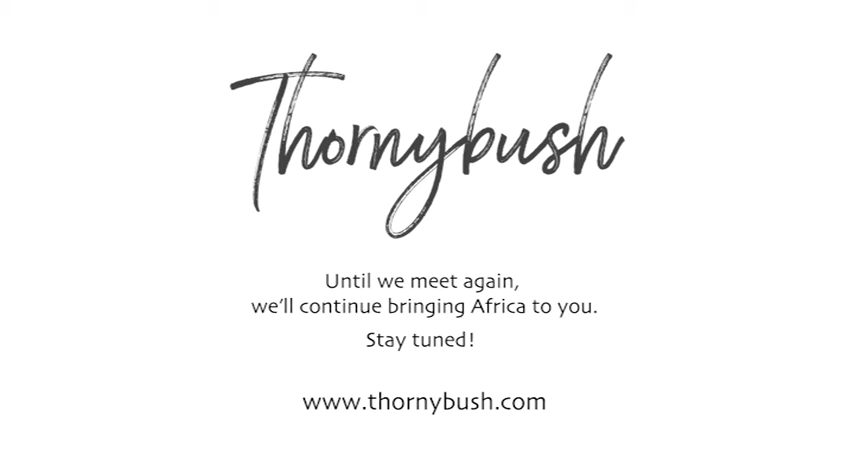 Thornybush
Until we meet again,
we'll continue bringing Africa to you.
Stay tuned!
www.thornybush.com